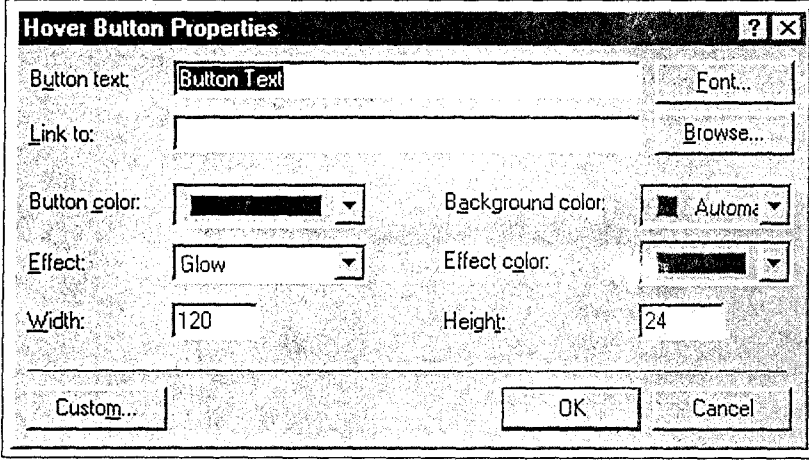 Hover Button Properties ? ×
Button text: Button Text Font...
Link to: Browse...
Button color: Background color: Automa
Effect: Glow Effect color:
Width: 120 Height: 24
Custom... OK Cancel